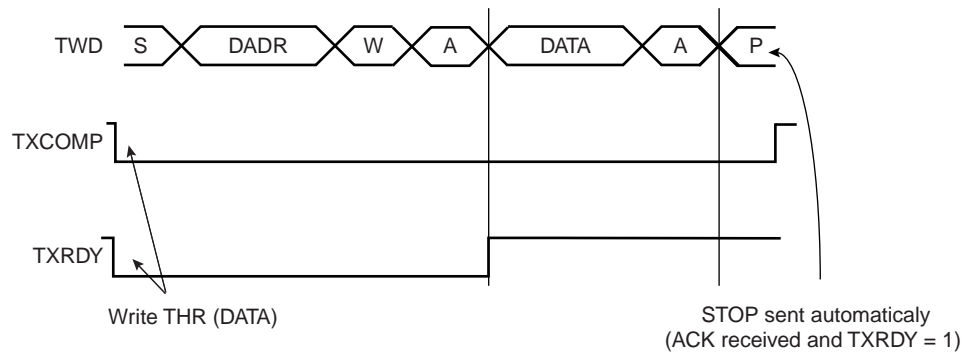 TWD S DADR W A DATA A P
TXCOMP
TXRDY
Write THR (DATA)
STOP sent automaticaly
(ACK received and TXRDY = 1)